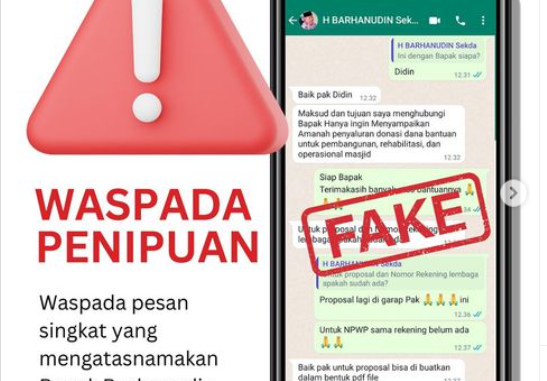 WASPADA
PENIPUAN
Waspada pesan
singkat yang
mengatasnamakan
H BARHANUDIN Sek...
H BARHANUDIN Sekda
Ini dengan Bapak siapa?
Didin
12.31
Baik pak Didin
12.32
Maksud dan tujuan saya menghubungi
Bapak Hanya ingin Menyampaikan
Amanah penyaluran donasi dana bantuan
untuk pembangunan, rehabilitasi, dan
operasional masjid
12.32
Siap Bapak
Terimakasih
FAKE
H BARHANUDIN Sekda
Untuk proposal dan Nomor Rekening lembaga
apakah sudah ada?
Proposal lagi di garap Pak 🙏🙏🙏ini
12.36
Untuk NPWP sama rekening belum ada
🙏🙏
12.37
Baik pak untuk proposal bisa di buatkan
dalam bentuk pdf file